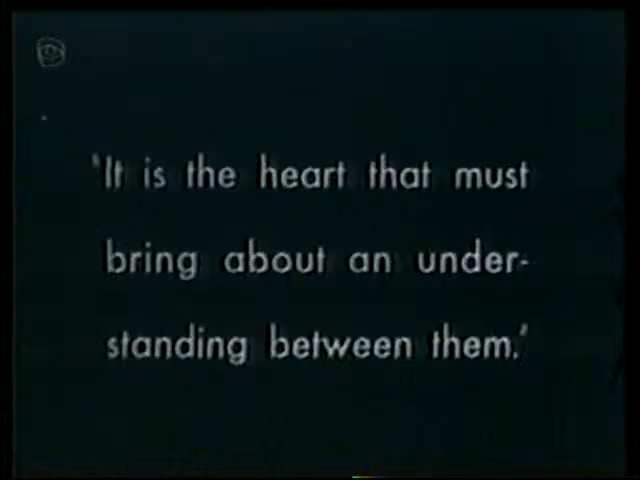 'It is the heart that must
bring about an under-
standing between them.'